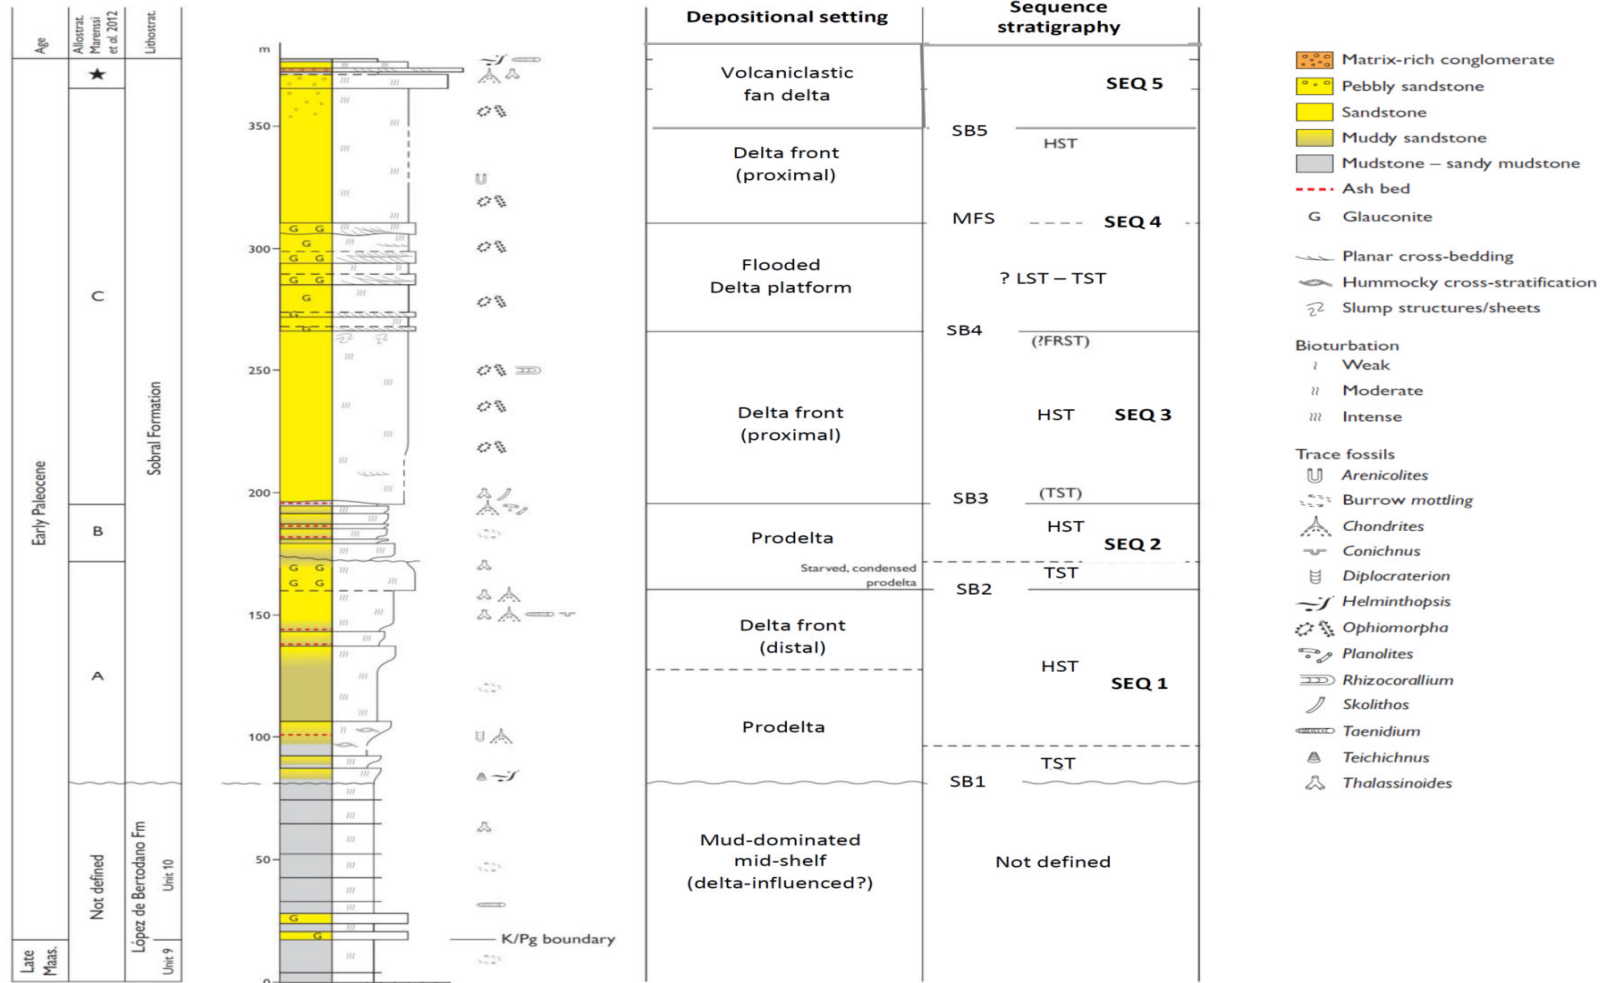 Age
Allostrat.
Marenssi
et al. 2012
Lithostrat.
Depositional setting
Sequence
stratigraphy
m
350
300
250
200
150
100
50
0
Early Paleocene
Late
Maas.
★
C
B
A
Not defined
Sobral Formation
López de Bertodano Fm
Unit 10
Unit 9
G G
G
G G
G G
G
G
G
G G
G G
G
G
K/Pg boundary
Volcaniclastic
fan delta
Delta front
(proximal)
Flooded
Delta platform
Delta front
(proximal)
Prodelta
Starved, condensed
prodelta
Delta front
(distal)
Prodelta
Mud-dominated
mid-shelf
(delta-influenced?)
SEQ 5
SB5
HST
MFS
SEQ 4
? LST – TST
SB4
(?FRST)
HST SEQ 3
(TST)
SB3
HST
SEQ 2
TST
SB2
HST
SEQ 1
TST
SB1
Not defined
Matrix-rich conglomerate
Pebbly sandstone
Sandstone
Muddy sandstone
Mudstone – sandy mudstone
Ash bed
G Glauconite
Planar cross-bedding
Hummocky cross-stratification
Slump structures/sheets
Bioturbation
Weak
Moderate
Intense
Trace fossils
Arenicolites
Burrow mottling
Chondrites
Conichnus
Diplocraterion
Helminthopsis
Ophiomorpha
Planolites
Rhizocorallium
Skolithos
Taenidium
Teichichnus
Thalassinoides